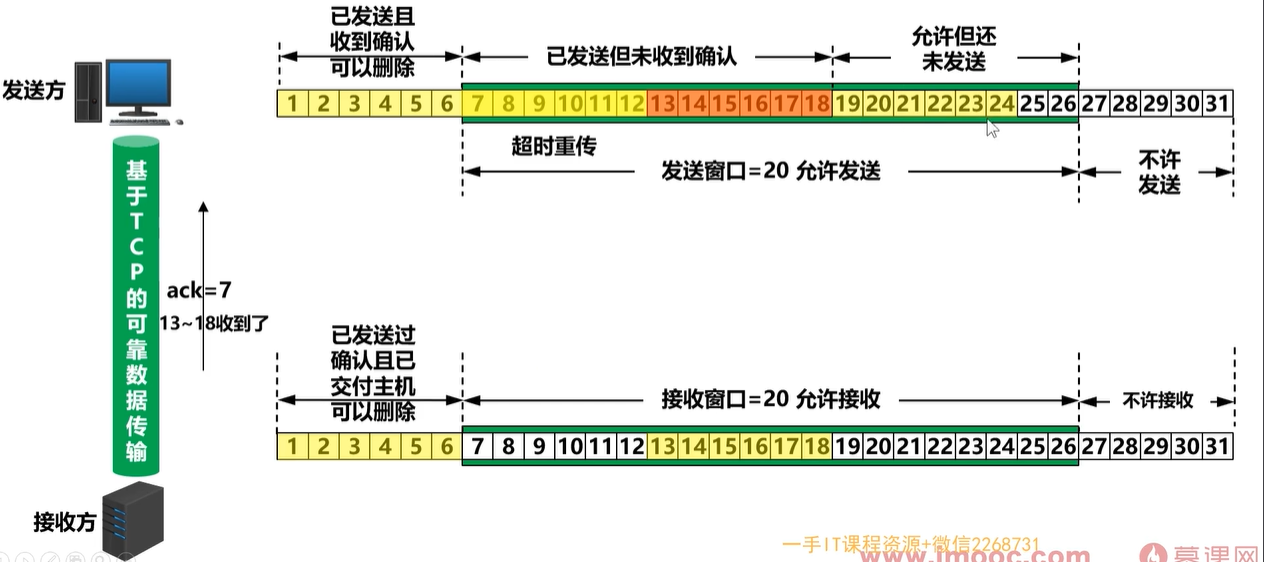 已发送且
收到确认
可以删除
已发送但未收到确认
允许但还
未发送
发送方
1 2 3 4 5 6 7 8 9 10 11 12 13 14 15 16 17 18 19 20 21 22 23 24 25 26 27 28 29 30 31
超时重传
发送窗口=20 允许发送
不许
发送
基于TCP的可靠数据传输
ack=7
13~18收到了
已发送过
确认且已
交付主机
可以删除
接收窗口=20 允许接收
不许接收
1 2 3 4 5 6 7 8 9 10 11 12 13 14 15 16 17 18 19 20 21 22 23 24 25 26 27 28 29 30 31
接收方
一手IT课程资源+微信2268731
www.imooc.com
慕课网